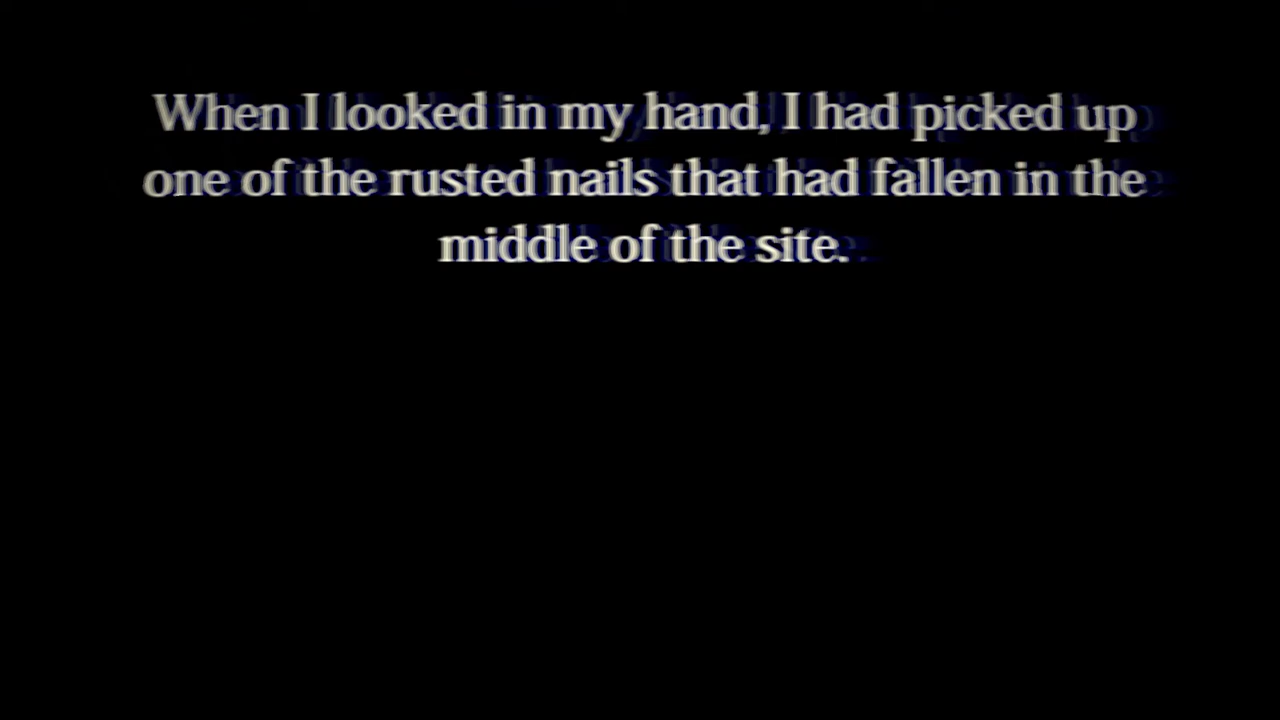 When I looked in my hand, I had picked up
one of the rusted nails that had fallen in the
middle of the site.